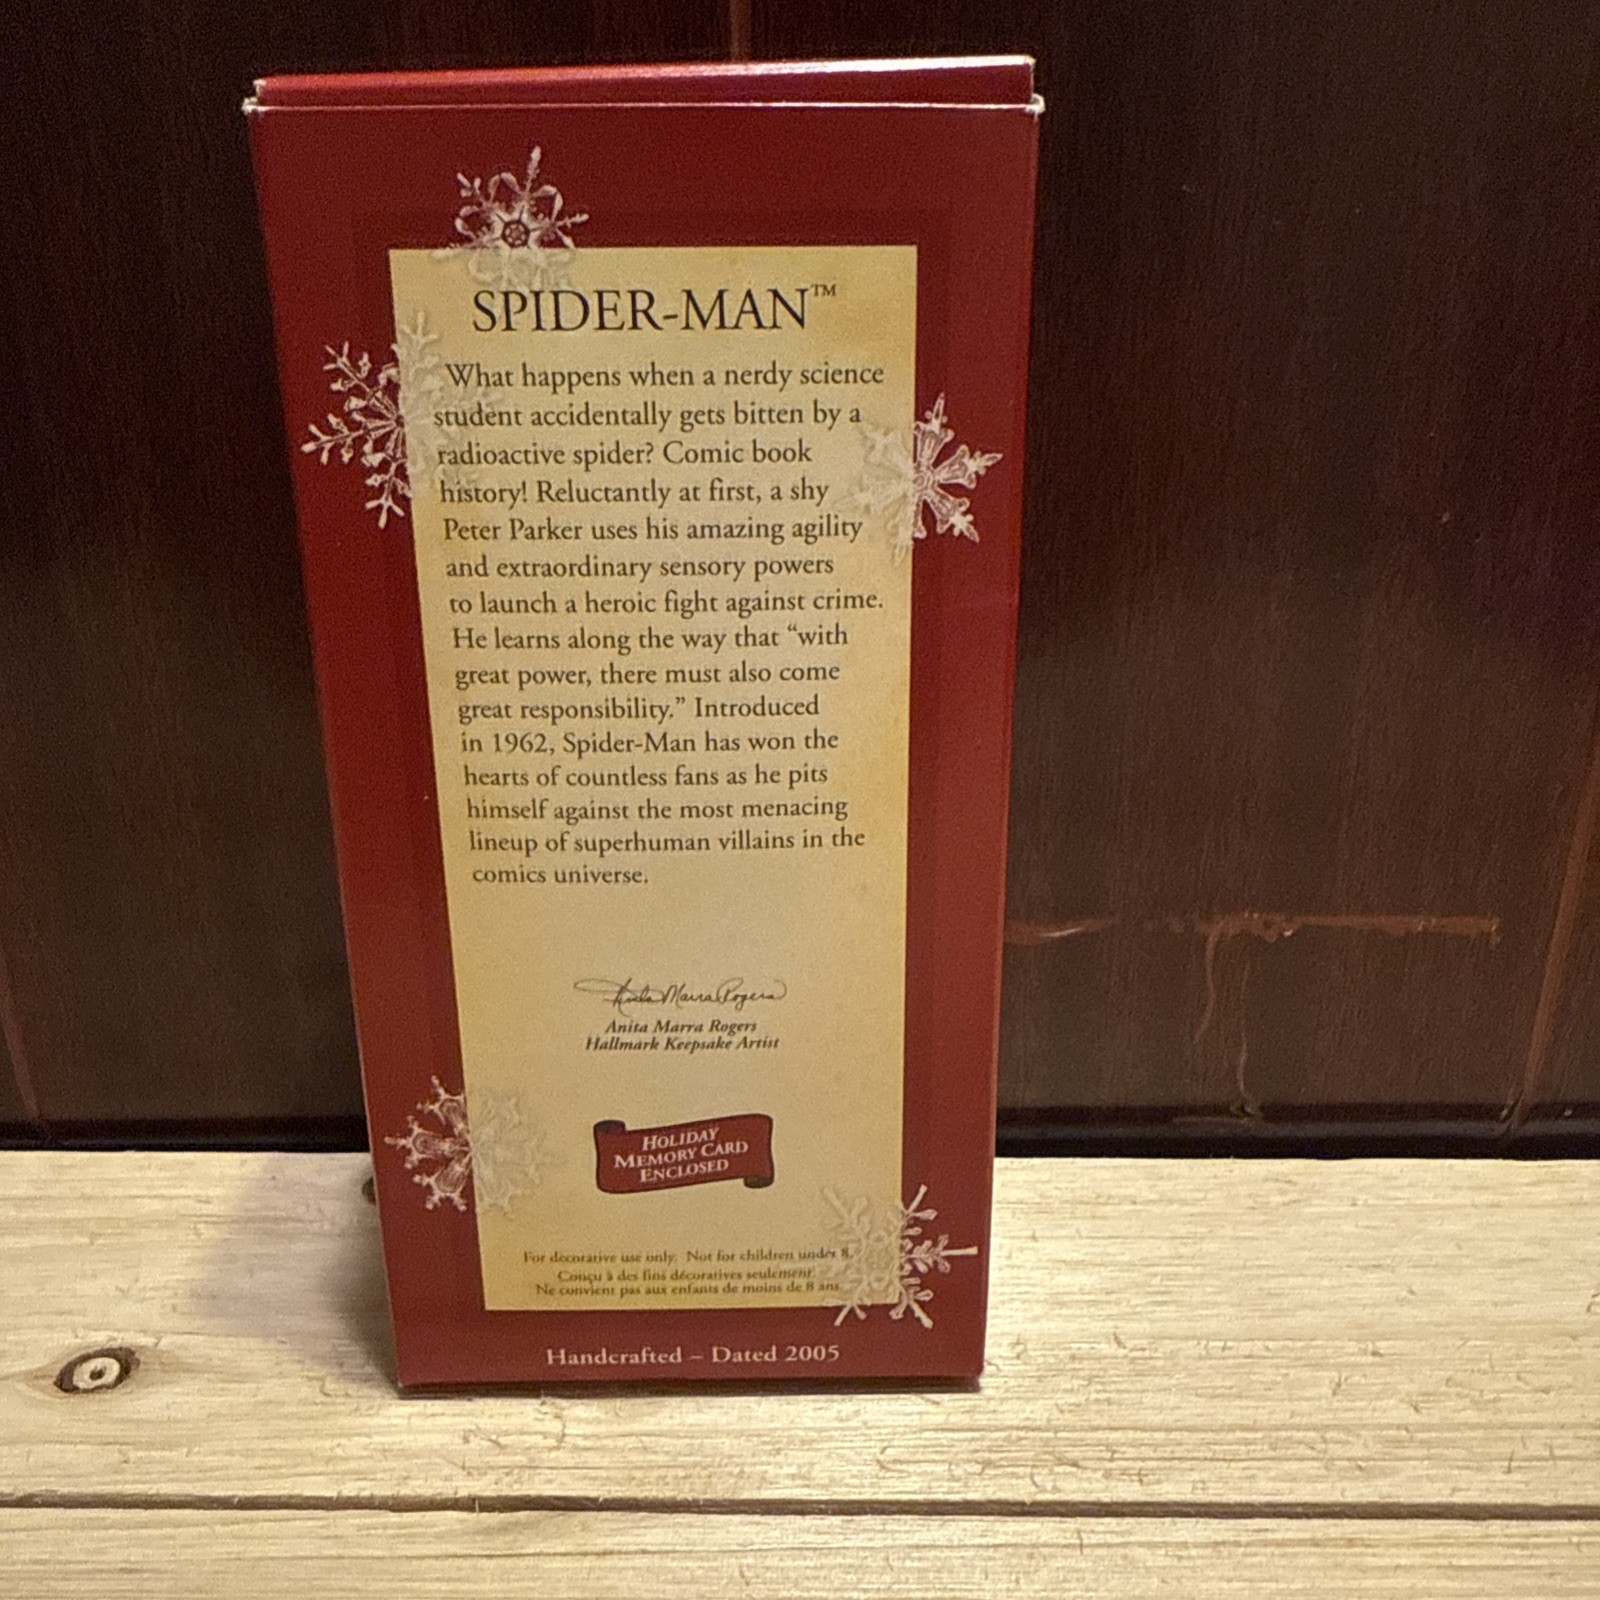 SPIDER-MAN™
What happens when a nerdy science
student accidentally gets bitten by a
radioactive spider? Comic book
history! Reluctantly at first, a shy
Peter Parker uses his amazing agility
and extraordinary sensory powers
to launch a heroic fight against crime.
He learns along the way that “with
great power, there must also come
great responsibility.” Introduced
in 1962, Spider-Man has won the
hearts of countless fans as he pits
himself against the most menacing
lineup of superhuman villains in the
comics universe.
Anita Marra Rogers
Anita Marra Rogers
Hallmark Keepsake Artist
HOLIDAY
MEMORY CARD
ENCLOSED
For decorative use only. Not for children under 8.
Conçu à des fins décoratives seulement.
Ne convient pas aux enfants de moins de 8 ans.
Handcrafted – Dated 2005